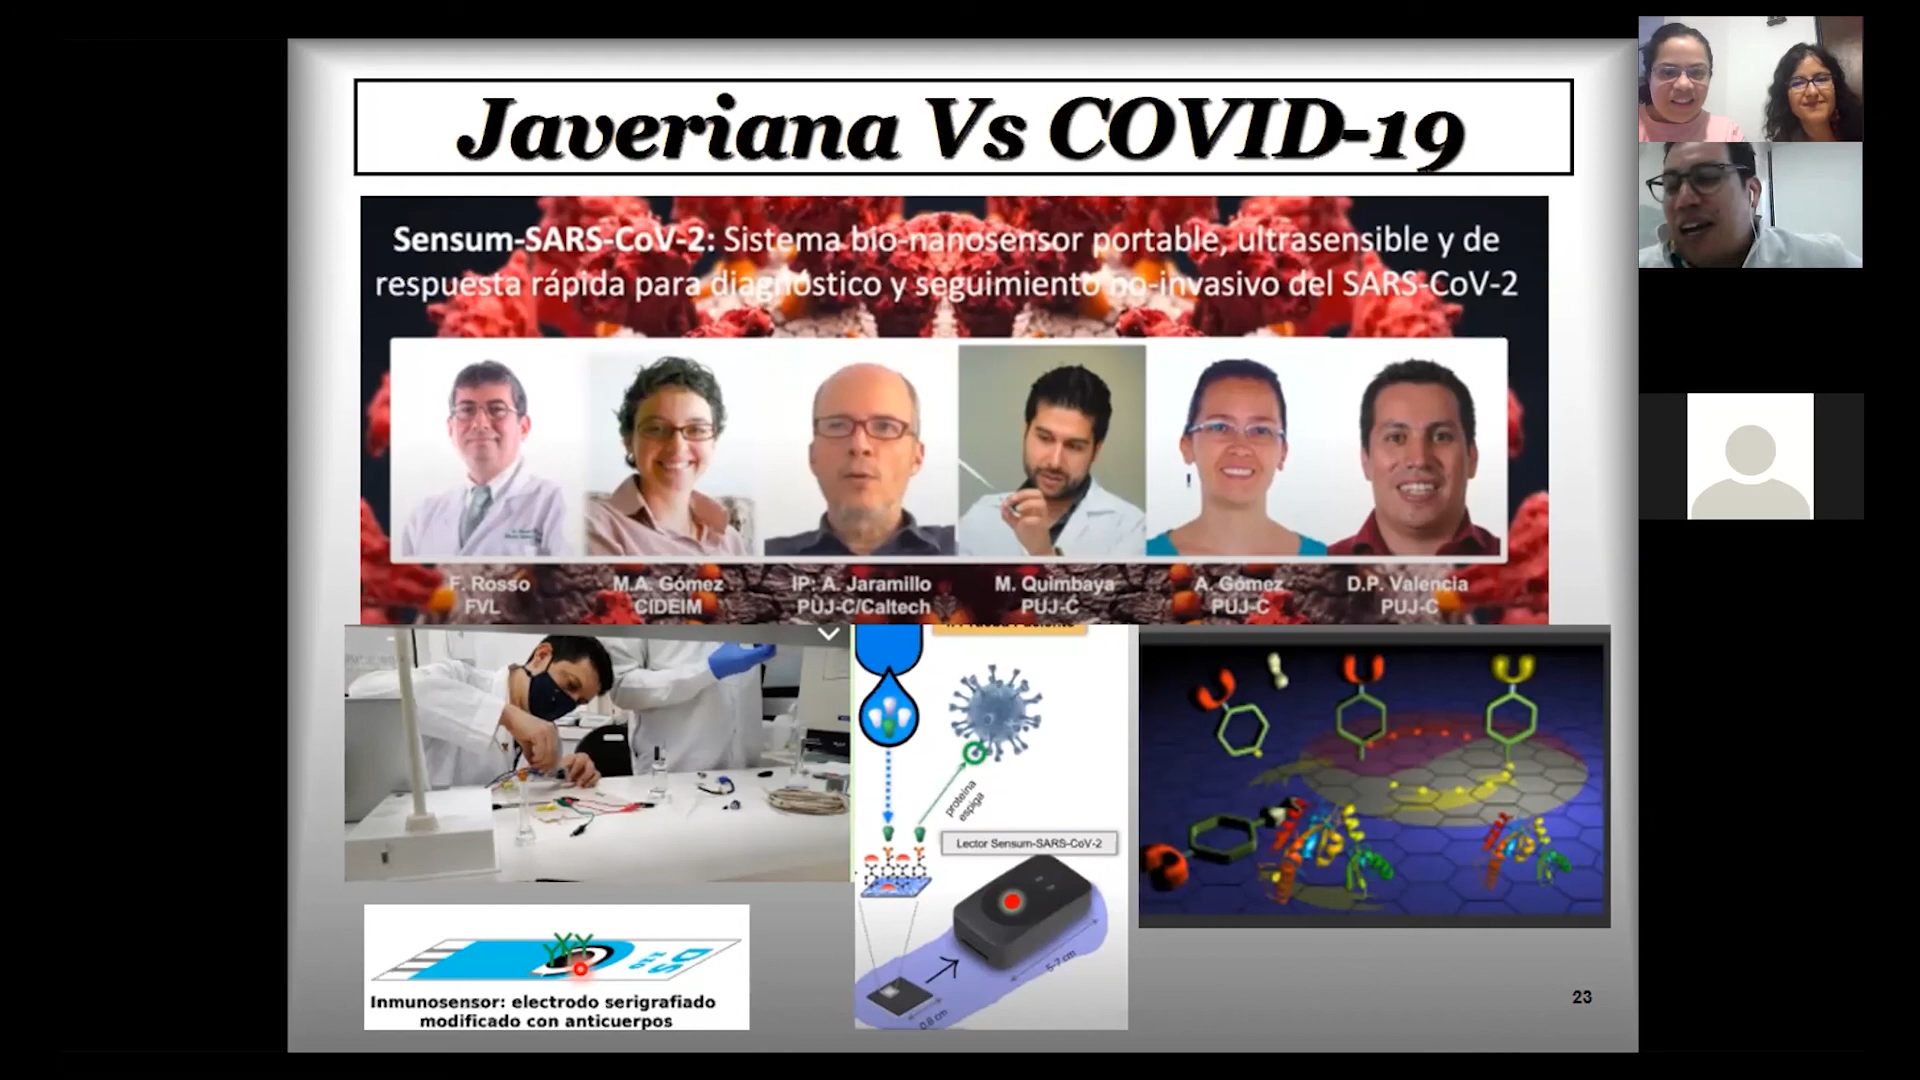 Javeriana Vs COVID-19
Sensum-SARS-CoV-2: Sistema bio-nanosensor portable, ultrasensible y de
respuesta rápida para diagnóstico y seguimiento no-invasivo del SARS-CoV-2
F. Rosso
FVL
M.A. Gómez
CIDEIM
IP: A. Jaramillo
PUJ-C/Caltech
M. Quimbaya
PUJ-C
A. Gómez
PUJ-C
D.P. Valencia
PUJ-C
proteína
espiga
Lector Sensum-SARS-CoV-2
5-7 cm
0.8 cm
DS
Inmunosensor: electrodo serigrafiado
modificado con anticuerpos
23